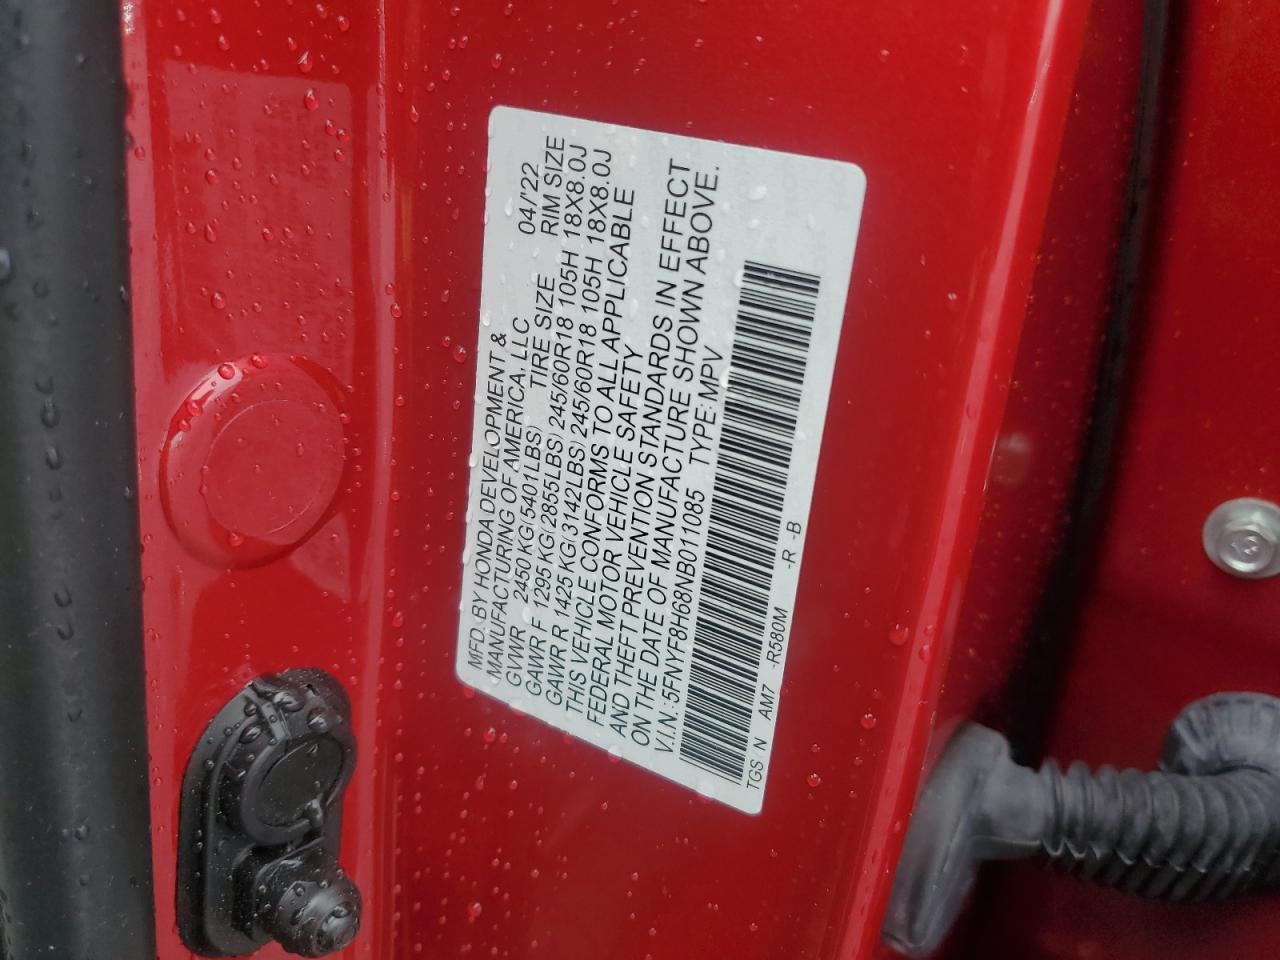 MFD. BY HONDA DEVELOPMENT &
MANUFACTURING OF AMERICA, LLC 04/'22
GVWR 2450 KG(5401LBS) TIRE SIZE RIM SIZE
GAWR F 1295 KG(2855LBS) 245/60R18 105H 18X8.0J
GAWR R 1425 KG(3142LBS) 245/60R18 105H 18X8.0J
THIS VEHICLE CONFORMS TO ALL APPLICABLE
FEDERAL MOTOR VEHICLE SAFETY
AND THEFT PREVENTION STANDARDS IN EFFECT
ON THE DATE OF MANUFACTURE SHOWN ABOVE.
V.I.N.:5FNYF8H68NB011085 TYPE:MPV
TGS N AM7 -R580M -R -B